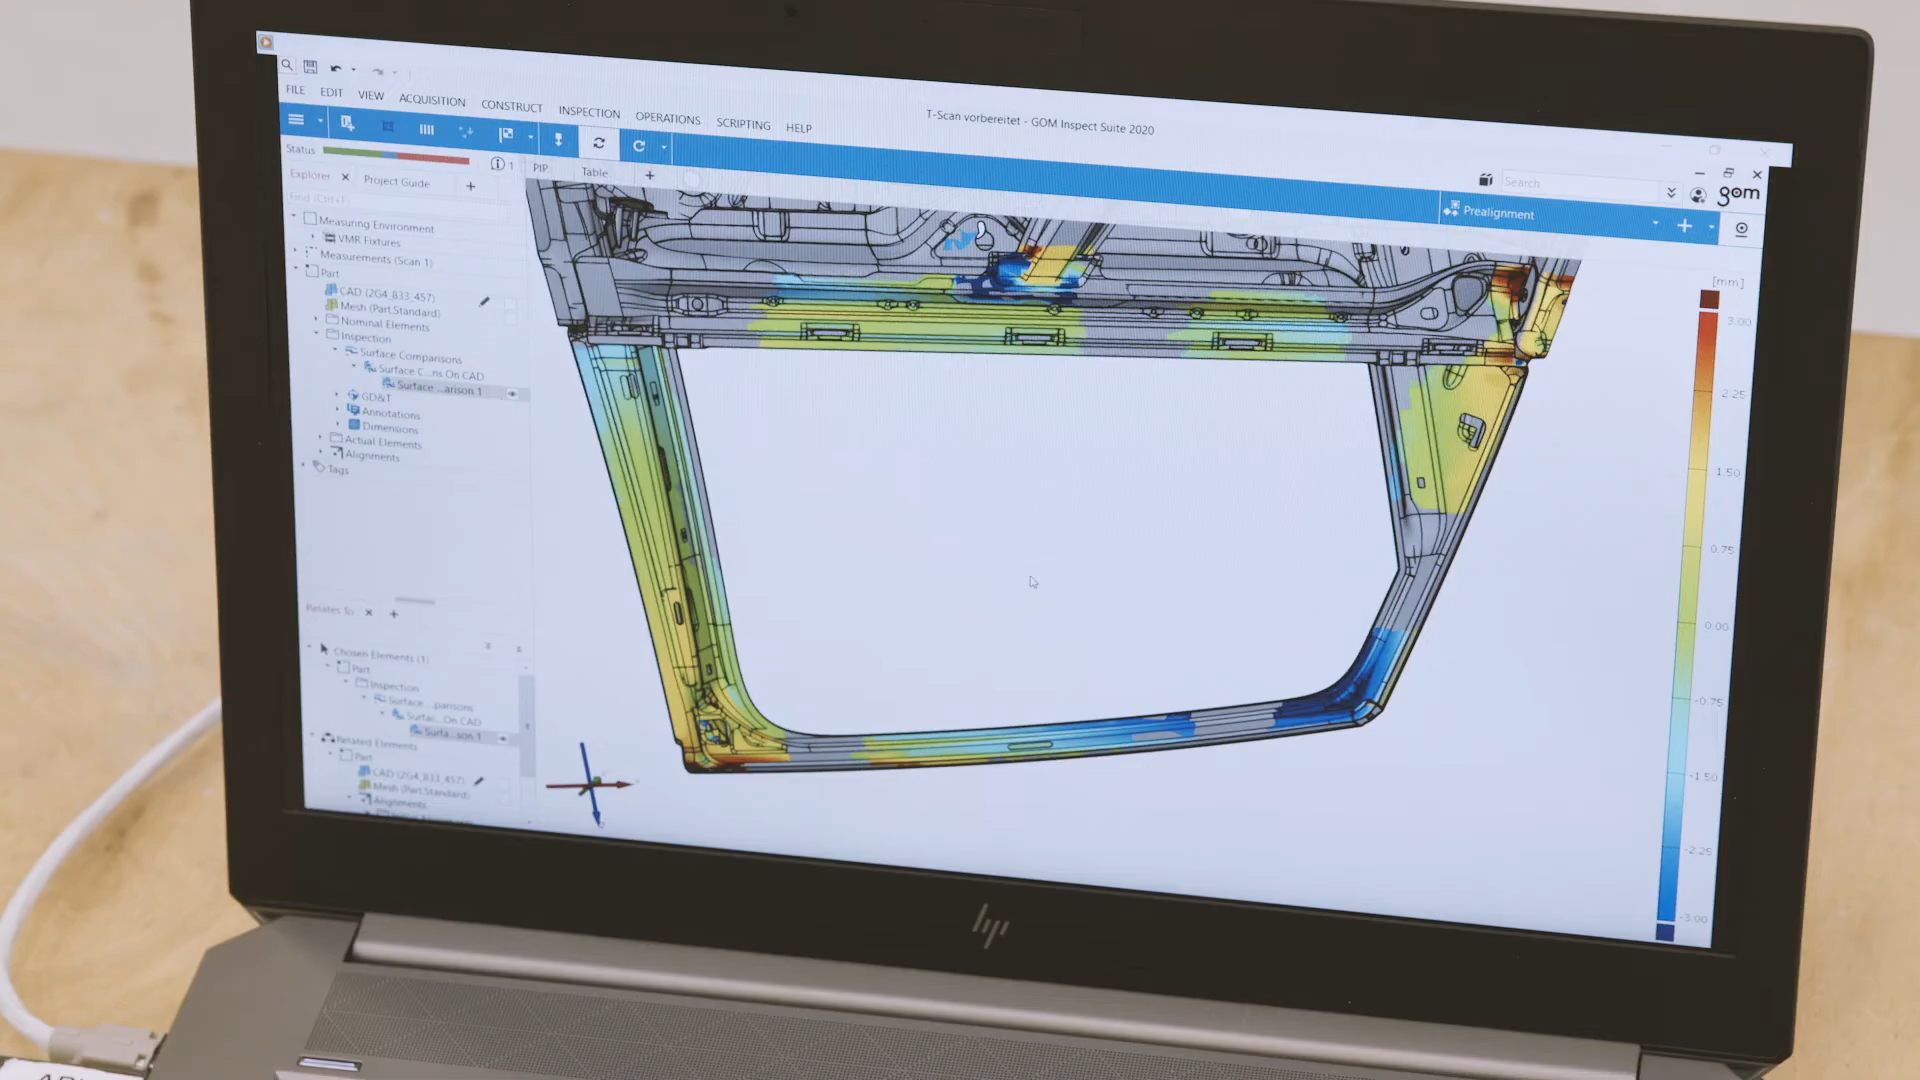 T-Scan vorbereitet - GOM Inspect Suite 2020
FILE EDIT VIEW ACQUISITION CONSTRUCT INSPECTION OPERATIONS SCRIPTING HELP
Status
1
PIP Table
Search
gom
Prealignment
Explorer Project Guide
Find (Ctrl+F)
Measuring Environment
VMR Fixtures
Measurements (Scan 1)
Part
CAD (2G4_833_457)
Mesh (Part.Standard)
Nominal Elements
Inspection
Surface Comparisons
Surface C...ns On CAD
Surface ...arison 1
GD&T
Annotations
Dimensions
Actual Elements
Alignments
Tags
Relates To
Chosen Elements (1)
Part
Inspection
Surface ...parisons
Surfac...On CAD
Surfa...son 1
Related Elements
Part
CAD (2G4_833_457)
Mesh (Part.Standard)
Alignments
[mm]
3.00
2.25
1.50
0.75
0.00
-0.75
-1.50
-2.25
-3.00
hp